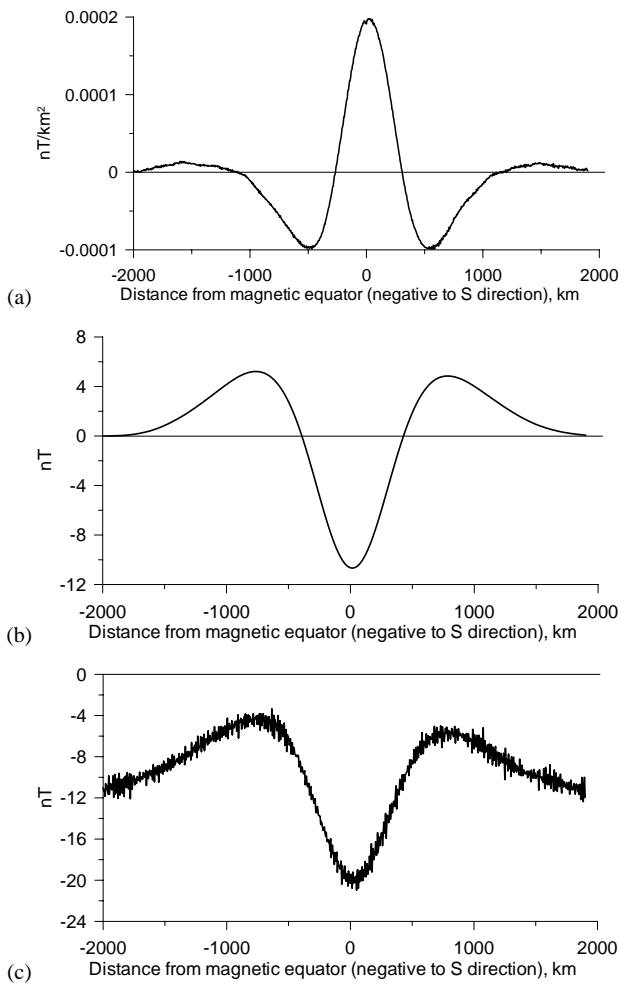 0.0002
0.0001
0
-0.0001
nT/km²
-2000 -1000 0 1000 2000
Distance from magnetic equator (negative to S direction), km
(a)
8
4
0
-4
-8
-12
nT
-2000 -1000 0 1000 2000
Distance from magnetic equator (negative to S direction), km
(b)
0
-4
-8
-12
-16
-20
-24
nT
-2000 -1000 0 1000 2000
Distance from magnetic equator (negative to S direction), km
(c)